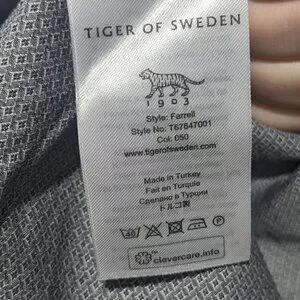 TIGER OF SWEDEN
1903
Style: Farrell
Style No: T67847001
Col: 050
www.tigerofsweden.com
Made in Turkey
Fait en Turquie
Сделано в Турции
トルコ製
40
clevercare.info